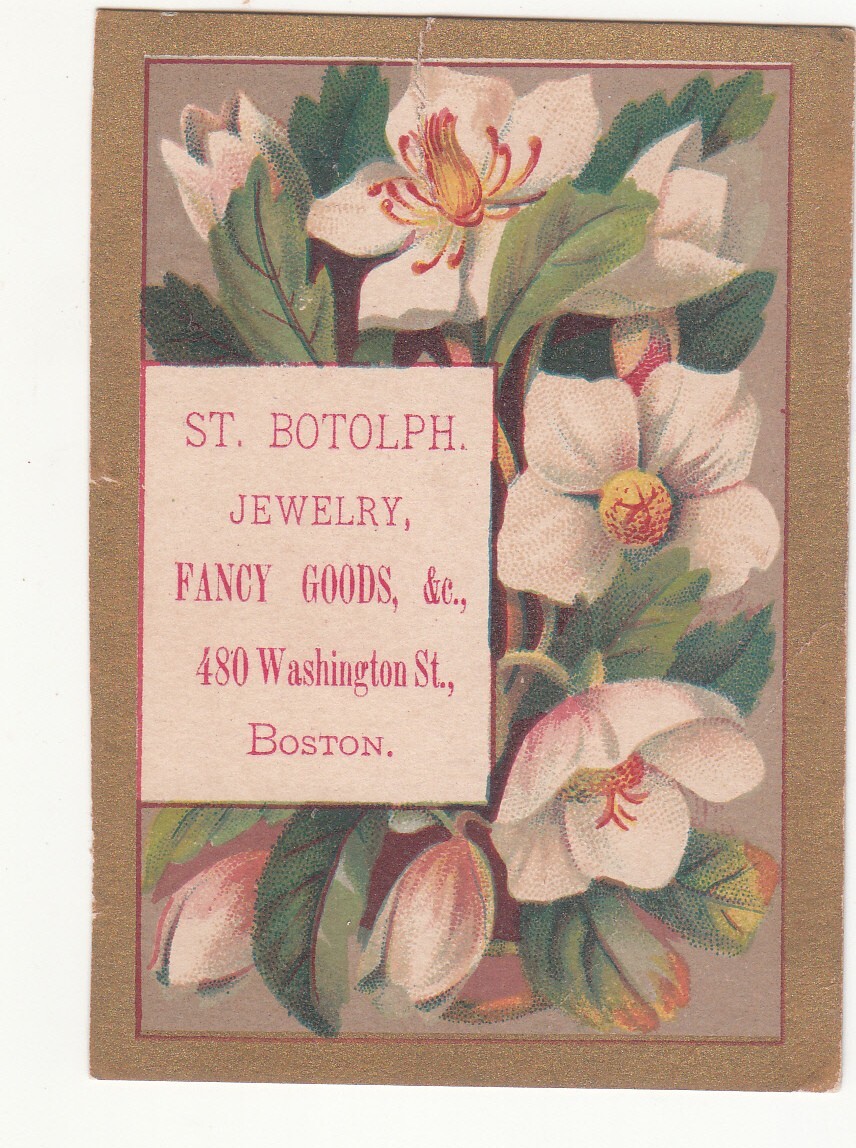 ST. BOTOLPH.
JEWELRY,
FANCY GOODS, &c.,
480 Washington St.,
BOSTON.